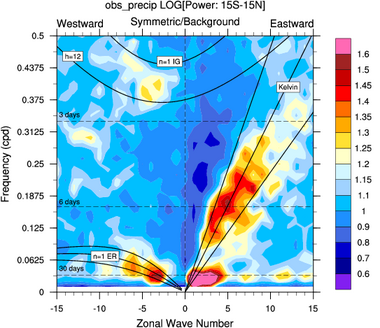 obs_precip LOG[Power: 15S-15N]
Westward Symmetric/Background Eastward
0.5
0.4375
0.375
0.3125
0.25
0.1875
0.125
0.0625
0
Frequency (cpd)
h=12
n=1 IG
Kelvin
3 days
6 days
n=1 ER
30 days
-15 -10 -5 0 5 10 15
Zonal Wave Number
1.6
1.55
1.5
1.45
1.4
1.35
1.3
1.25
1.2
1.15
1.1
1
0.9
0.8
0.7
0.6